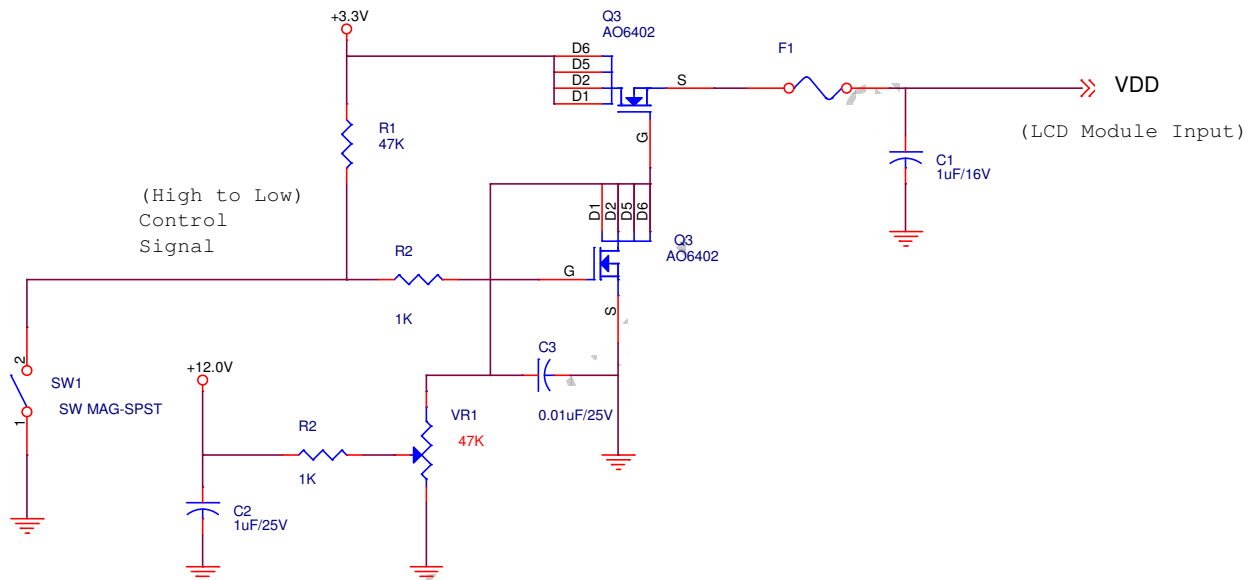 +3.3V
Q3
AO6402
D6
D5
D2
D1
S
G
F1
VDD
(LCD Module Input)
R1
47K
C1
1uF/16V
(High to Low)
Control
Signal
D1
D2
D5
D6
Q3
AO6402
R2
1K
G
S
2
1
SW1
SW MAG-SPST
+12.0V
C3
0.01uF/25V
VR1
47K
R2
1K
C2
1uF/25V